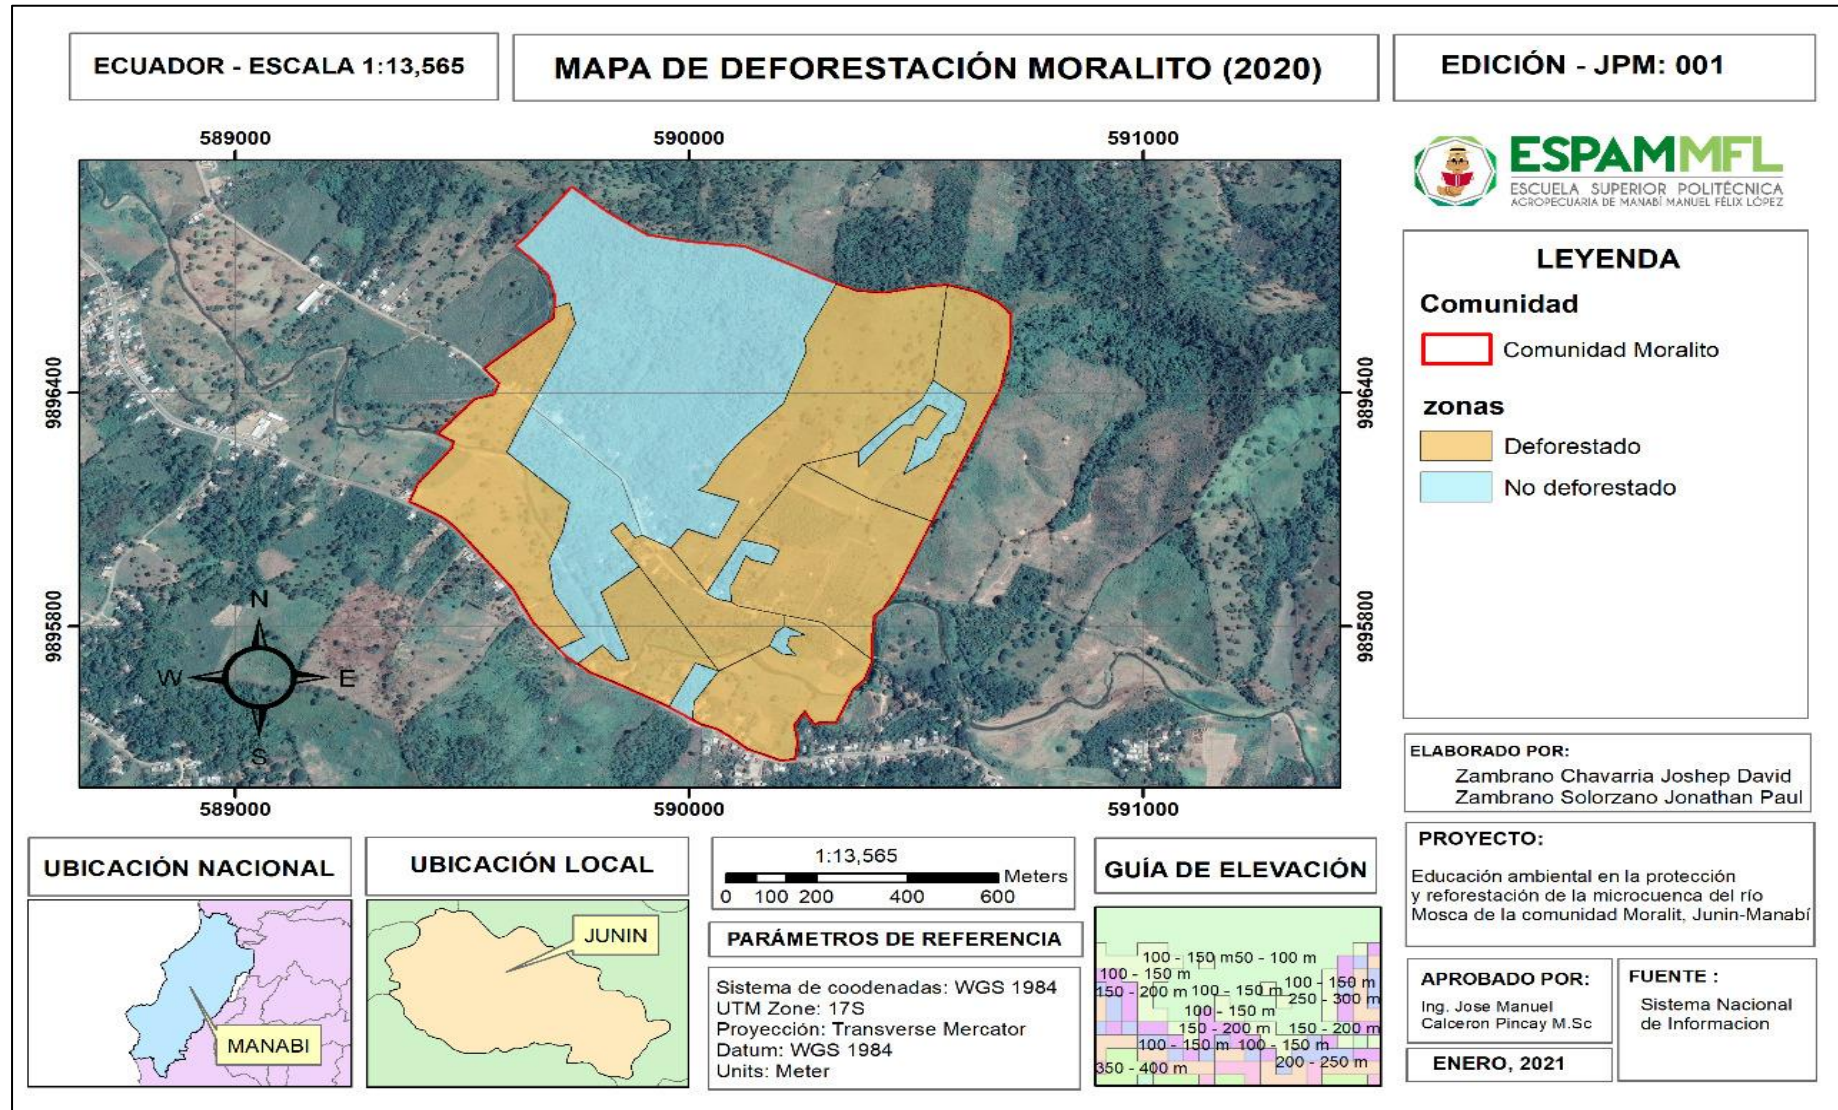 ECUADOR - ESCALA 1:13,565
MAPA DE DEFORESTACIÓN MORALITO (2020)
EDICIÓN - JPM: 001
589000
590000
591000
9896400
9896400
9895800
9895800
N
W
E
S
589000
590000
591000
ESPAMMFL
ESCUELA SUPERIOR POLITÉCNICA
AGROPECUARIA DE MANABÍ MANUEL FÉLIX LÓPEZ
LEYENDA
Comunidad
Comunidad Moralito
zonas
Deforestado
No deforestado
ELABORADO POR:
Zambrano Chavarria Joshep David
Zambrano Solorzano Jonathan Paul
UBICACIÓN NACIONAL
MANABI
UBICACIÓN LOCAL
JUNIN
1:13,565
Meters
0 100 200 400 600
PARÁMETROS DE REFERENCIA
Sistema de coodenadas: WGS 1984
UTM Zone: 17S
Proyección: Transverse Mercator
Datum: WGS 1984
Units: Meter
GUÍA DE ELEVACIÓN
100 - 150 m 50 - 100 m
100 - 150 m
100 - 150 m
150 - 200 m 100 - 150 m
250 - 300 m
100 - 150 m
150 - 200 m 150 - 200 m
100 - 150 m 100 - 150 m
350 - 400 m
200 - 250 m
PROYECTO:
Educación ambiental en la protección
y reforestación de la microcuenca del río
Mosca de la comunidad Moralit, Junin-Manabí
APROBADO POR:
Ing. Jose Manuel
Calceron Pincay M.Sc
ENERO, 2021
FUENTE :
Sistema Nacional
de Informacion